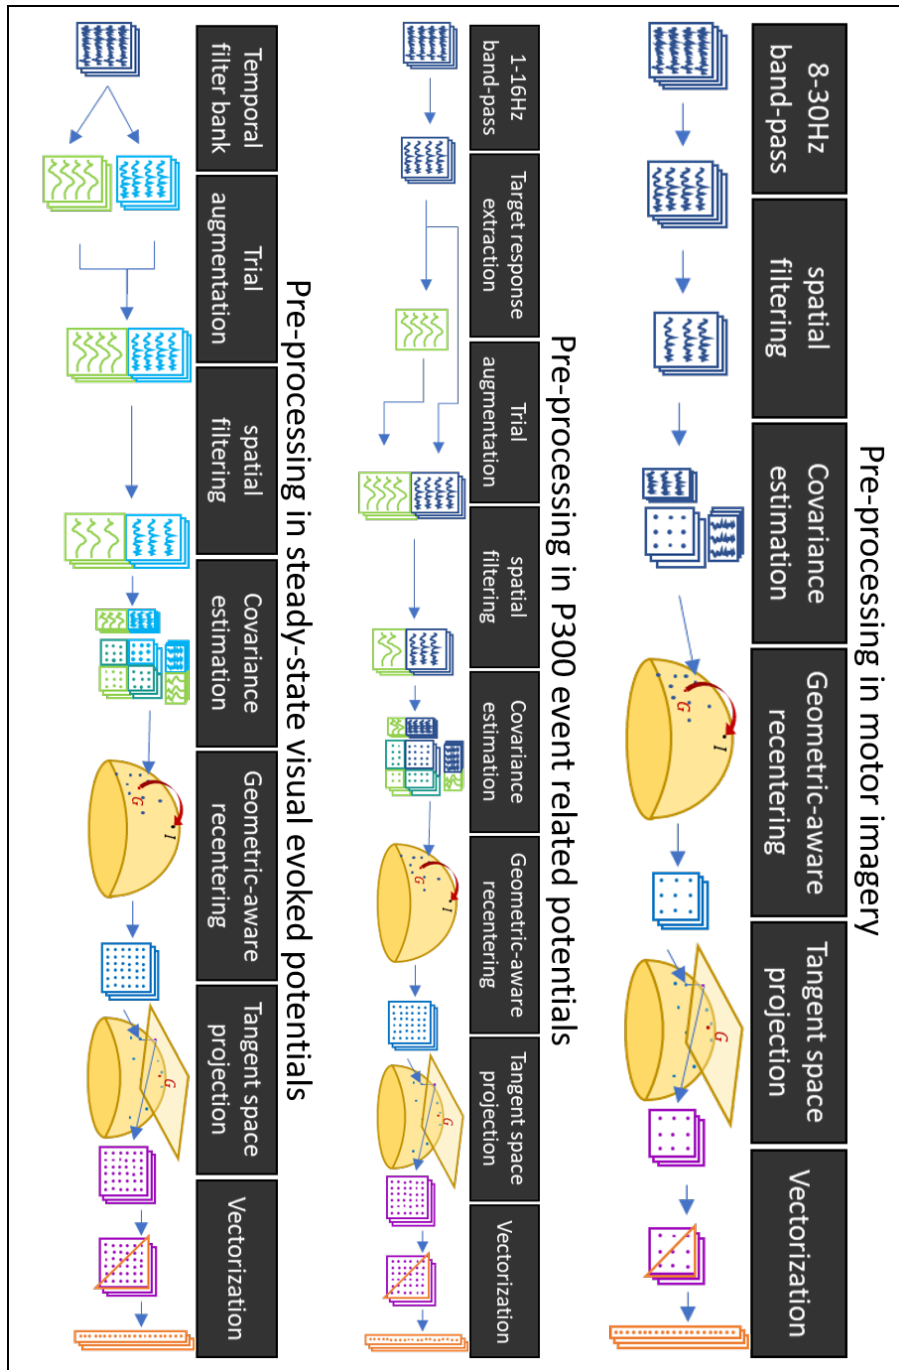 Pre-processing in motor imagery
8-30Hz
band-pass
spatial
filtering
Covariance
estimation
Geometric-aware
recentering
Tangent space
projection
Vectorization
G
I
G
Pre-processing in P300 event related potentials
1-16Hz
band-pass
Target response
extraction
Trial
augmentation
spatial
filtering
Covariance
estimation
Geometric-aware
recentering
Tangent space
projection
Vectorization
G
I
G
Pre-processing in steady-state visual evoked potentials
Temporal
filter bank
Trial
augmentation
spatial
filtering
Covariance
estimation
Geometric-aware
recentering
Tangent space
projection
Vectorization
G
I
G